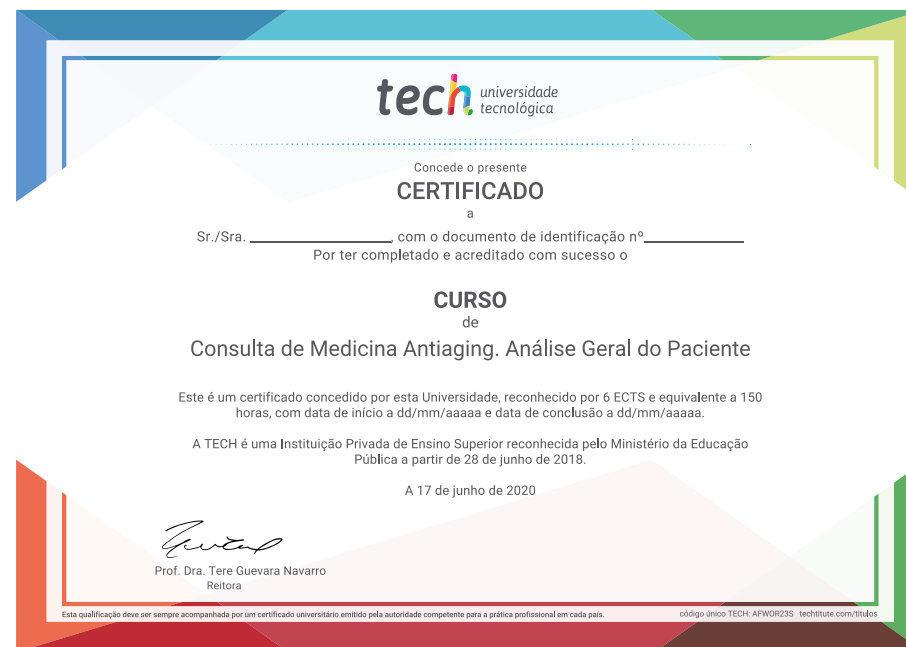 tech universidade
tecnológica
Concede o presente
CERTIFICADO
a
Sr./Sra. ____________________, com o documento de identificação nº______________
Por ter completado e acreditado com sucesso o
CURSO
de
Consulta de Medicina Antiaging. Análise Geral do Paciente
Este é um certificado concedido por esta Universidade, reconhecido por 6 ECTS e equivalente a 150
horas, com data de início a dd/mm/aaaaa e data de conclusão a dd/mm/aaaaa.
A TECH é uma Instituição Privada de Ensino Superior reconhecida pelo Ministério da Educação
Pública a partir de 28 de junho de 2018.
A 17 de junho de 2020
Prof. Dra. Tere Guevara Navarro
Reitora
Esta qualificação deve ser sempre acompanhada por um certificado universitário emitido pela autoridade competente para a prática profissional em cada país.
código único TECH: AFWOR23S techtitute.com/titulos